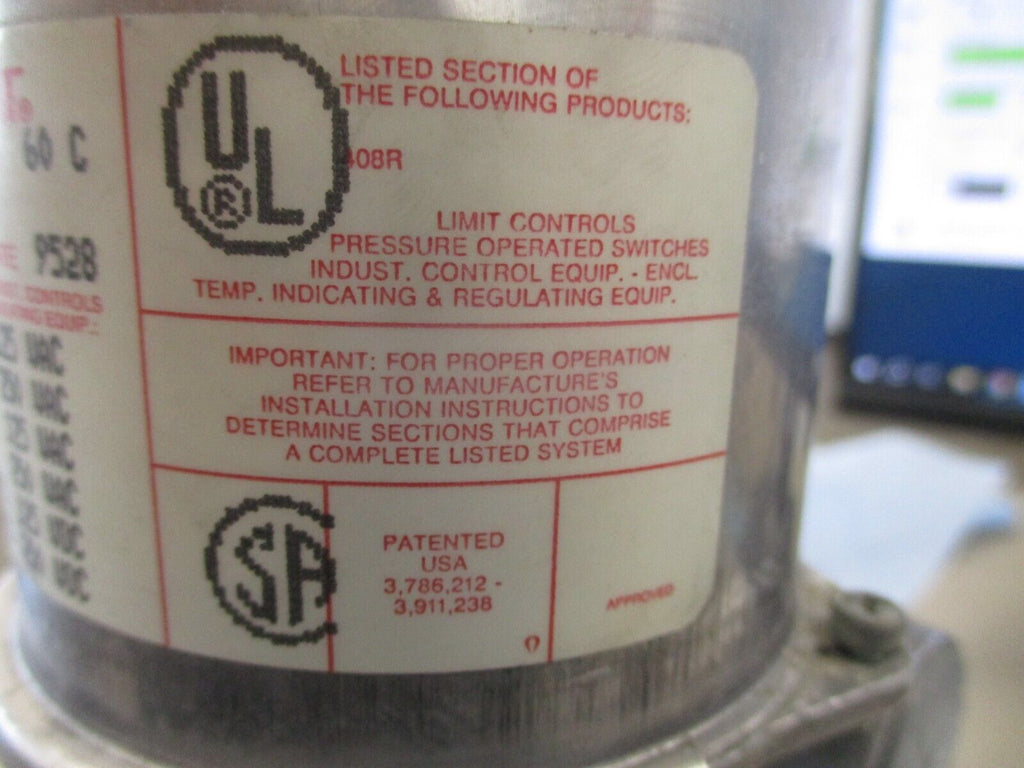 60 C
9528
CONTROLS
VAC
VAC
VAC
VAC
VDC
VDC
UL
®
LISTED SECTION OF
THE FOLLOWING PRODUCTS:
408R
LIMIT CONTROLS
PRESSURE OPERATED SWITCHES
INDUST. CONTROL EQUIP. - ENCL.
TEMP. INDICATING & REGULATING EQUIP.
IMPORTANT: FOR PROPER OPERATION
REFER TO MANUFACTURE'S
INSTALLATION INSTRUCTIONS TO
DETERMINE SECTIONS THAT COMPRISE
A COMPLETE LISTED SYSTEM
SA
PATENTED
USA
3,786,212 -
3,911,238
APPROVED